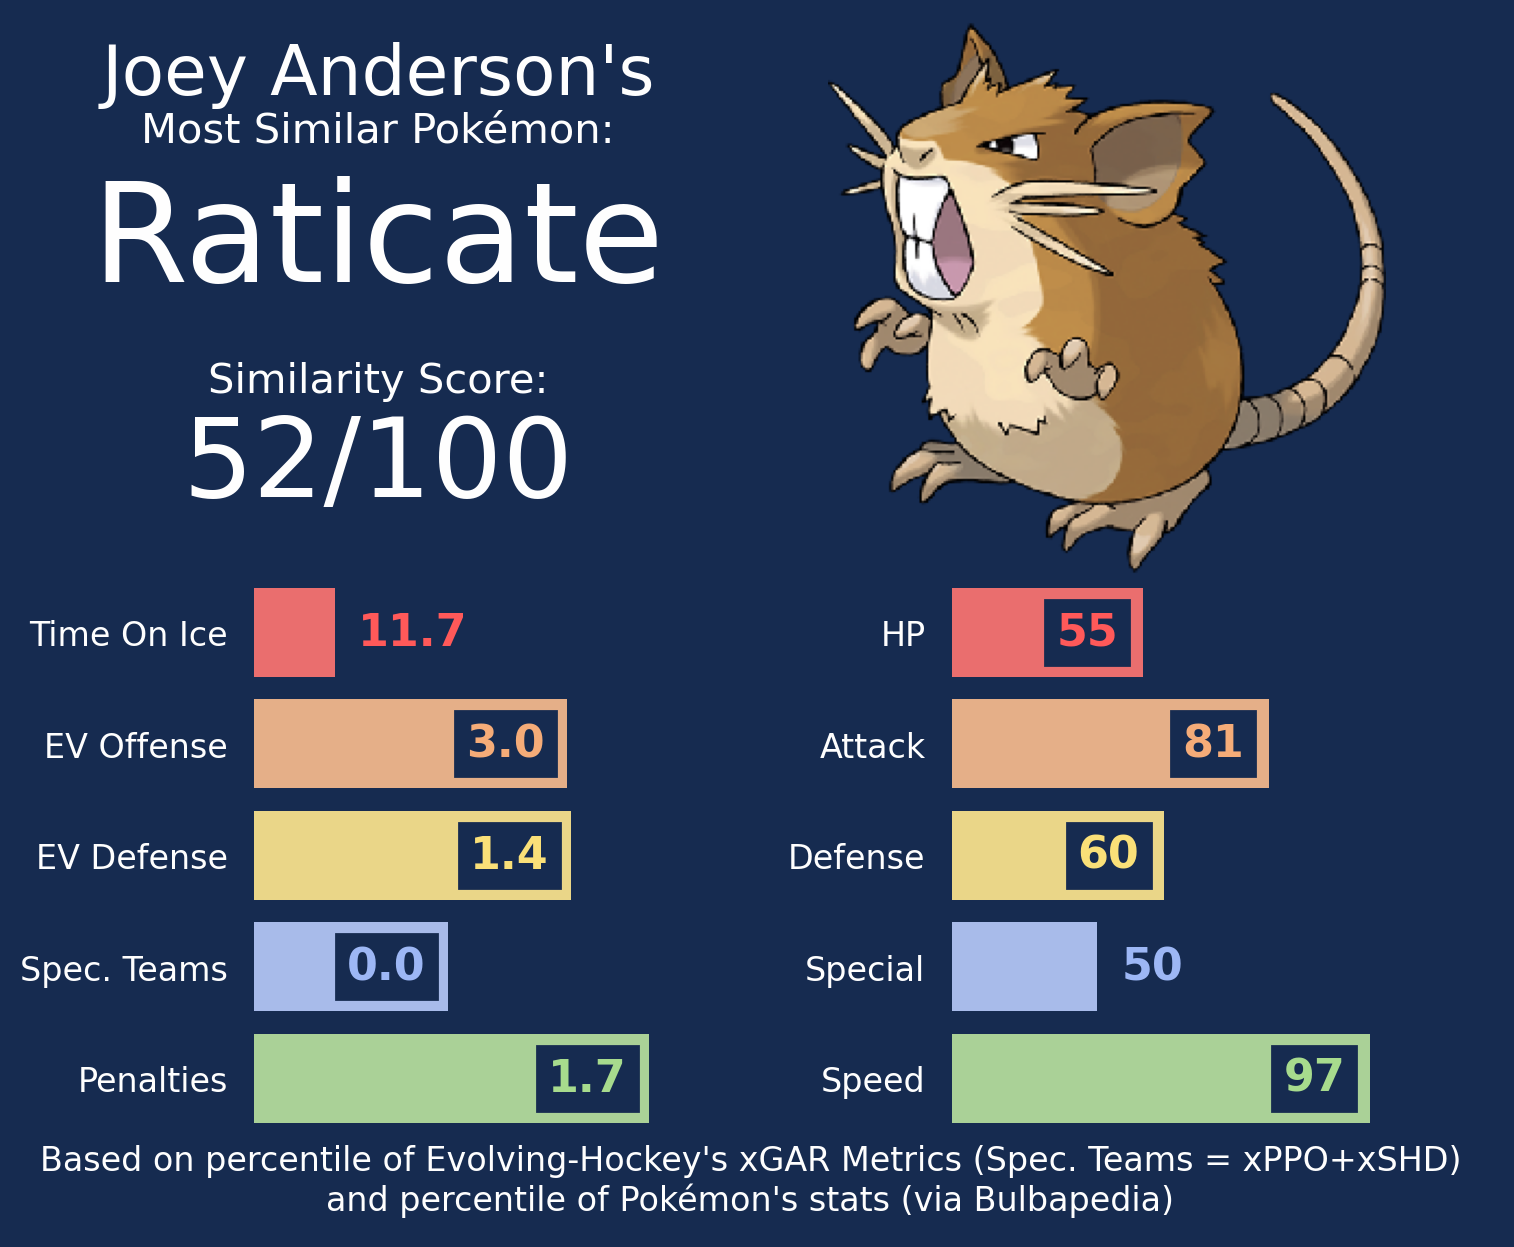 Joey Anderson's
Most Similar Pokémon:
Raticate
Similarity Score:
52/100
Time On Ice 11.7
EV Offense 3.0
EV Defense 1.4
Spec. Teams 0.0
Penalties 1.7
HP 55
Attack 81
Defense 60
Special 50
Speed 97
Based on percentile of Evolving-Hockey's xGAR Metrics (Spec. Teams = xPPO+xSHD)
and percentile of Pokémon's stats (via Bulbapedia)